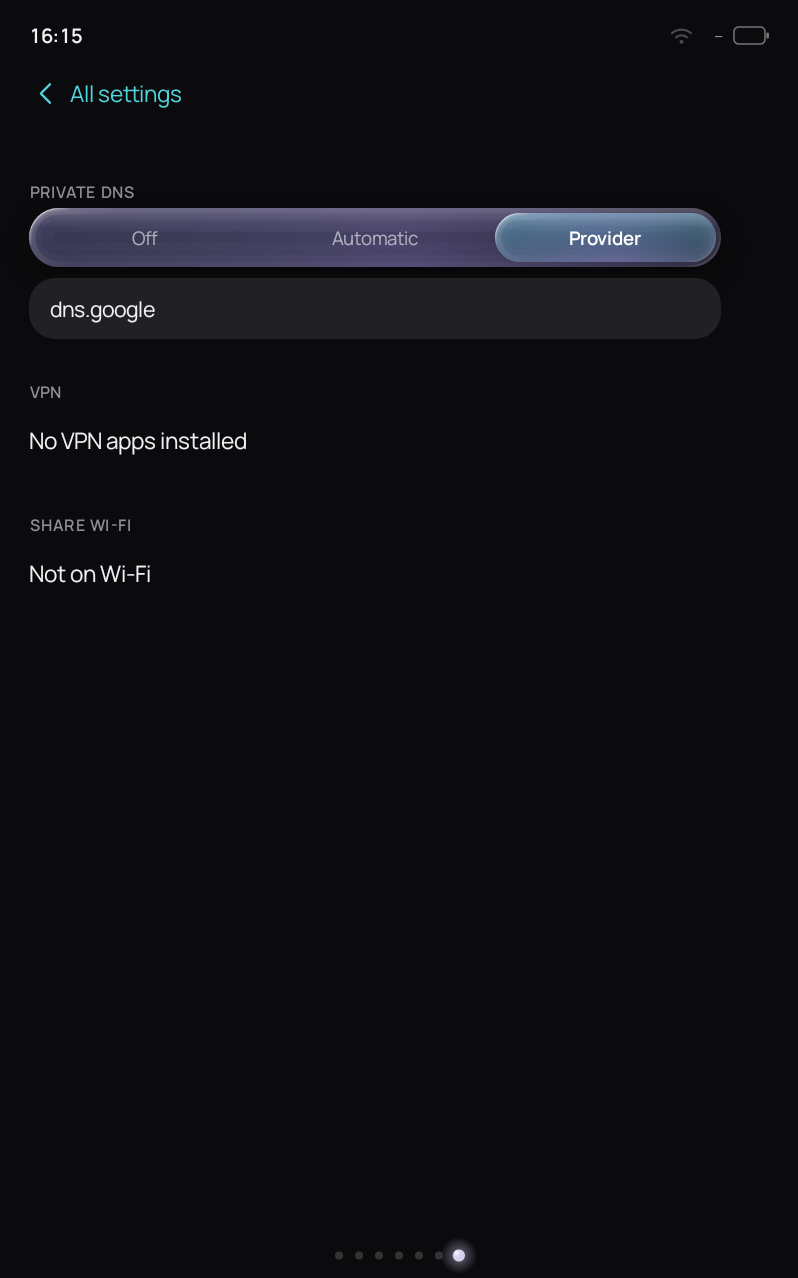 16:15
All settings
PRIVATE DNS
Off Automatic Provider
dns.google
VPN
No VPN apps installed
SHARE WI-FI
Not on Wi-Fi